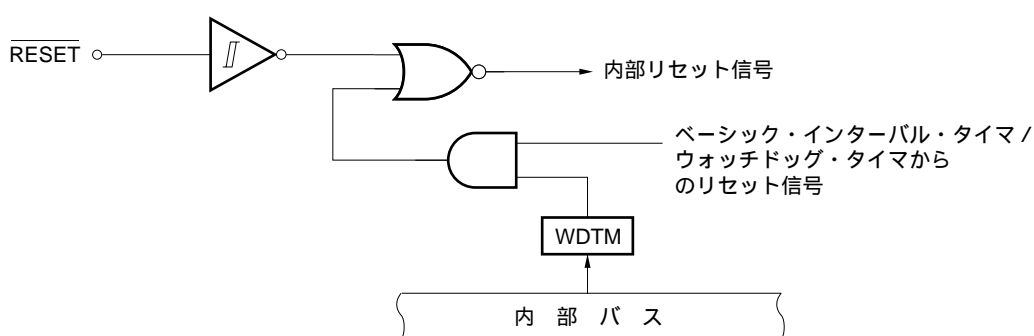 RESET
内部リセット信号
ベーシック・インターバル・タイマ /
ウォッチドッグ・タイマから
のリセット信号
WDTM
内 部 バ ス